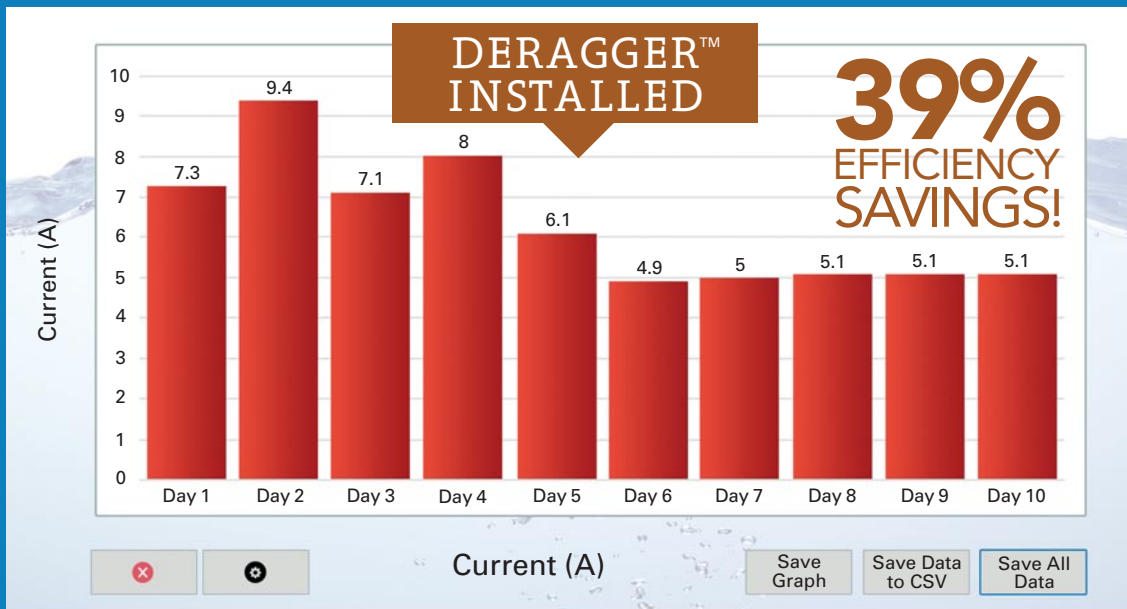 DERAGGER™
INSTALLED
39%
EFFICIENCY
SAVINGS!
Current (A)
10
9
8
7
6
5
4
3
2
1
0
7.3
9.4
7.1
8
6.1
4.9
5
5.1
5.1
5.1
Day 1 Day 2 Day 3 Day 4 Day 5 Day 6 Day 7 Day 8 Day 9 Day 10
Current (A)
Save
Graph
Save Data
to CSV
Save All
Data